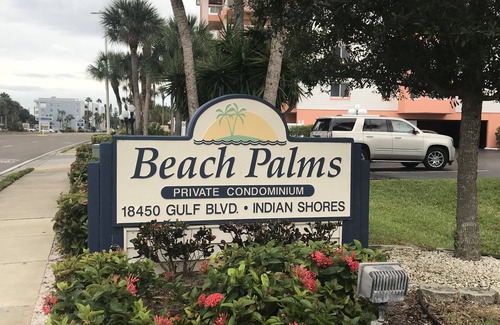 Beach Palms
PRIVATE CONDOMINIUM
18450 GULF BLVD. • INDIAN SHORES